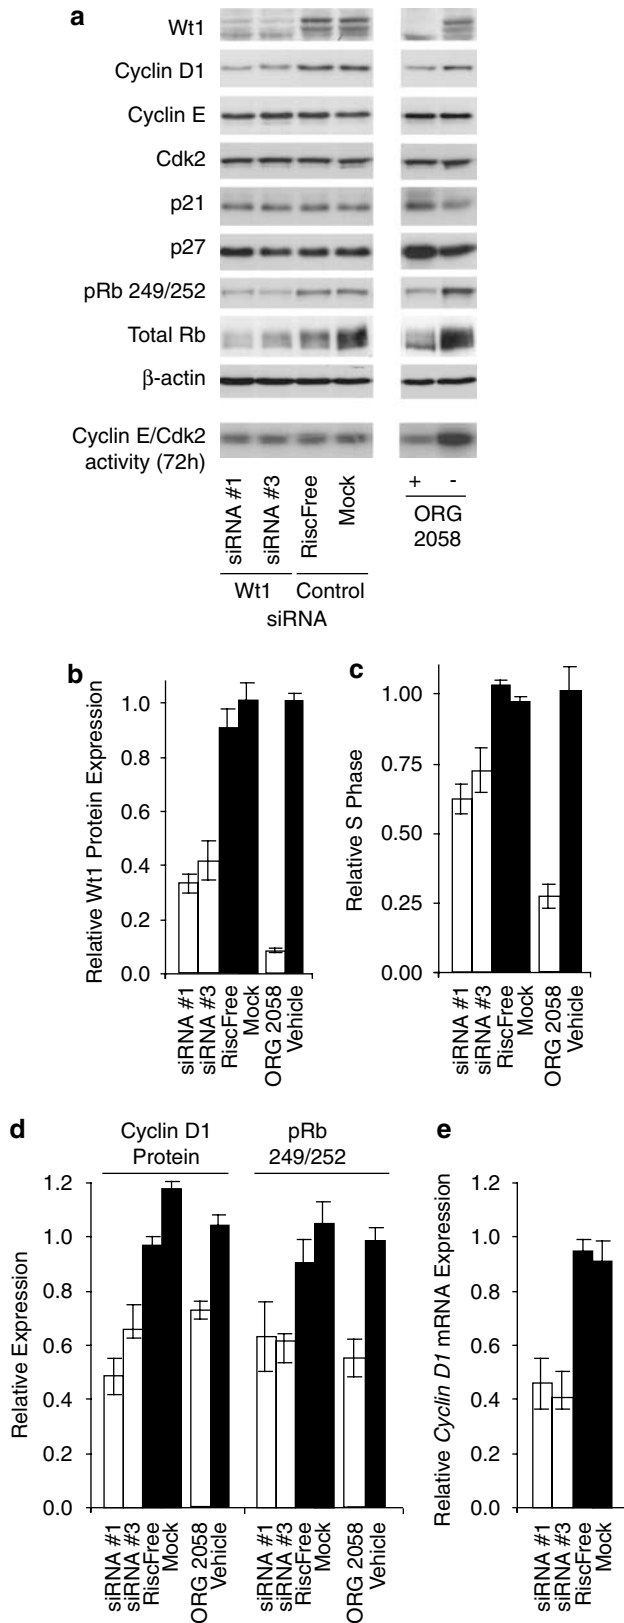 a
Wt1
Cyclin D1
Cyclin E
Cdk2
p21
p27
pRb 249/252
Total Rb
β-actin
Cyclin E/Cdk2
activity (72h)
siRNA #1
siRNA #3
RiscFree
Mock
+ -
ORG
2058
Wt1 Control
siRNA
b
Relative Wt1 Protein Expression
1.0
0.8
0.6
0.4
0.2
0.0
siRNA #1
siRNA #3
RiscFree
Mock
ORG 2058
Vehicle
c
Relative S Phase
1.00
0.75
0.50
0.25
0.00
siRNA #1
siRNA #3
RiscFree
Mock
ORG 2058
Vehicle
d
Cyclin D1
Protein
pRb
249/252
Relative Expression
1.2
1.0
0.8
0.6
0.4
0.2
0.0
siRNA #1
siRNA #3
RiscFree
Mock
ORG 2058
Vehicle
siRNA #1
siRNA #3
RiscFree
Mock
ORG 2058
Vehicle
e
Relative Cyclin D1 mRNA Expression
1.2
1.0
0.8
0.6
0.4
0.2
0.0
siRNA #1
siRNA #3
RiscFree
Mock